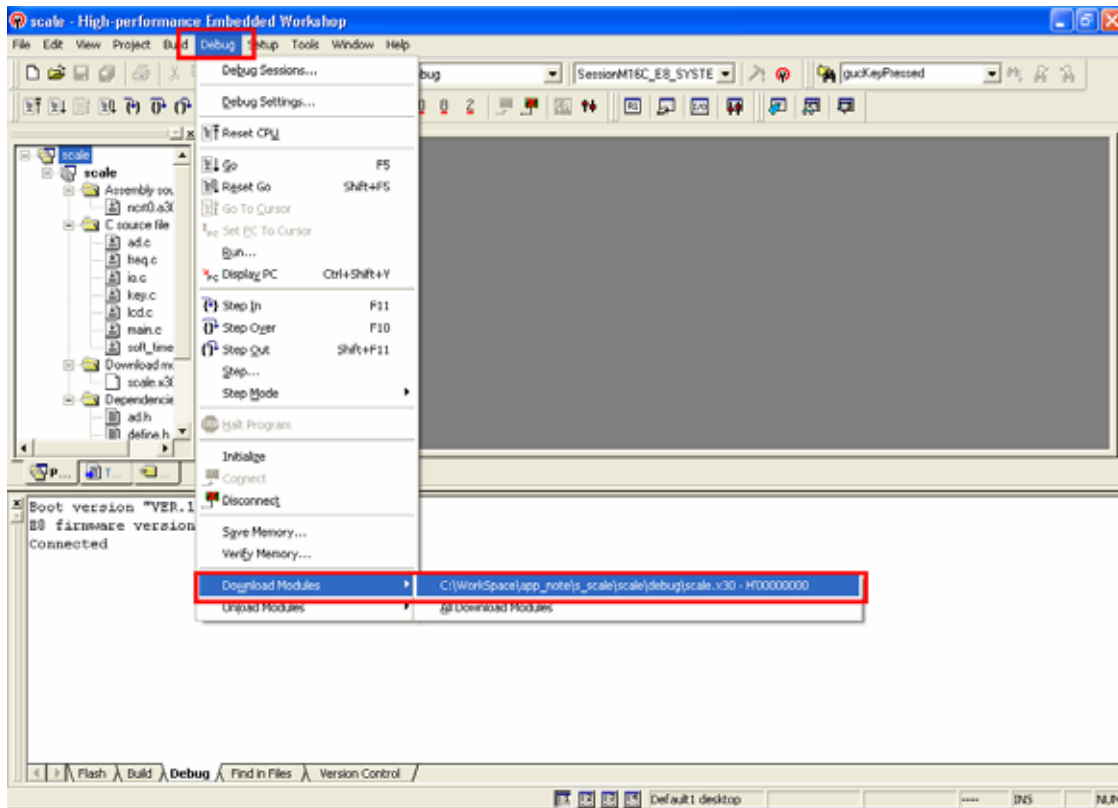 scale - High-performance Embedded Workshop
File Edit View Project Build Debug Setup Tools Window Help
bug SessionM16C_E8_SYSTE gucKeyPressed
scale
scale
Assembly sou
ncrt0.a30
C source file
ad.c
freq.c
io.c
key.c
lcd.c
main.c
soft_time
Download mo
scale.x30
Dependencie
ad.h
define.h
P... T...
Debug Sessions...
Debug Settings...
Reset CPU
Go F5
Reset Go Shift+F5
Go To Cursor
Set PC To Cursor
Run...
Display PC Ctrl+Shift+Y
Step In F11
Step Over F10
Step Out Shift+F11
Step...
Step Mode
Halt Program
Initialize
Connect
Disconnect
Save Memory...
Verify Memory...
Download Modules C:\WorkSpace\app_note\s_scale\scale\debug\scale.x30 - H'00000000
Unload Modules All Download Modules
Boot version "VER.1
E8 firmware version
Connected
Flash Build Debug Find in Files Version Control
Default1 desktop ---- INS NUM